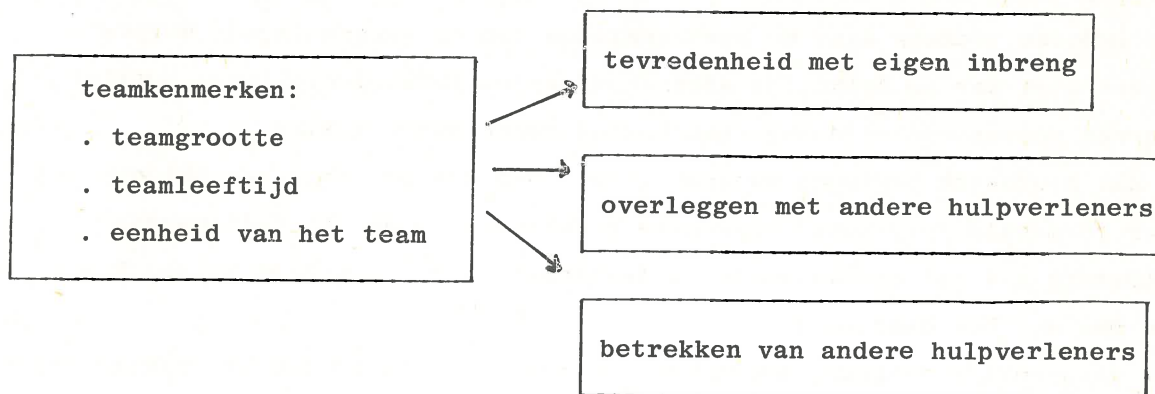 teamkenmerken:
. teamgrootte
. teamleeftijd
. eenheid van het team
tevredenheid met eigen inbreng
overleggen met andere hulpverleners
betrekken van andere hulpverleners